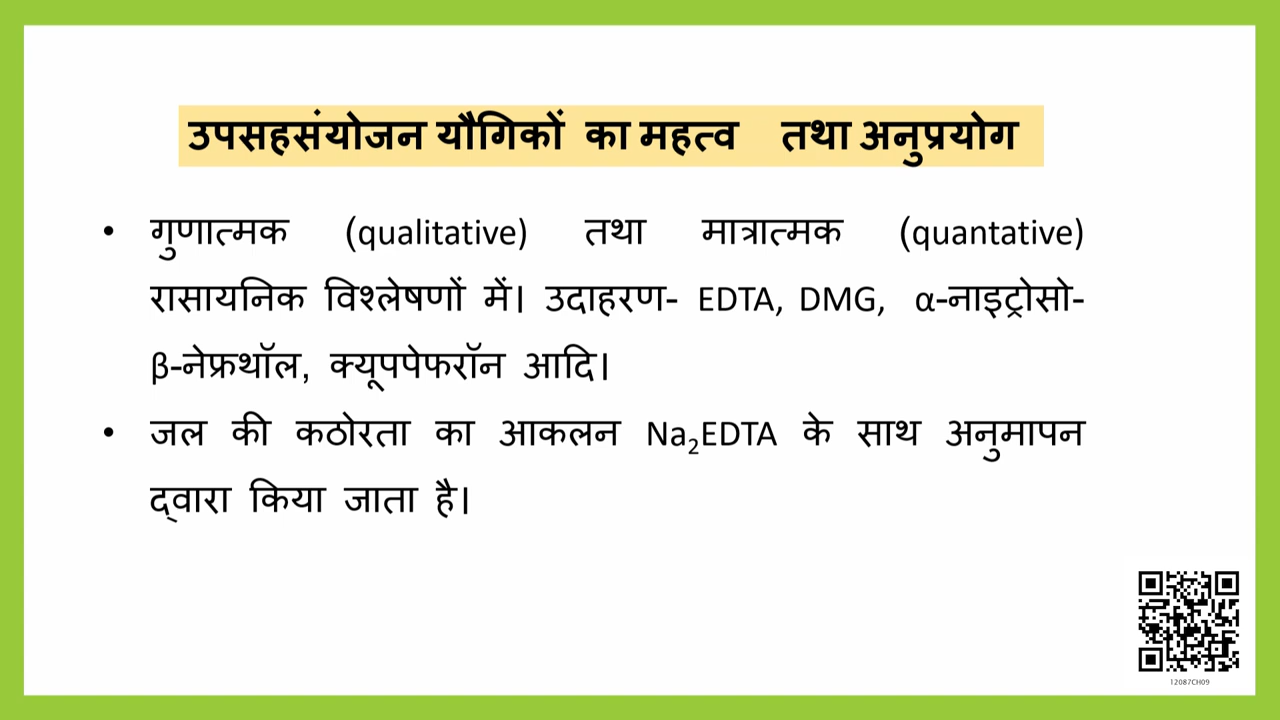 उपसहसंयोजन यौगिकों का महत्व तथा अनुप्रयोग
• गुणात्मक (qualitative) तथा मात्रात्मक (quantative)
रासायनिक विश्लेषणों में। उदाहरण- EDTA, DMG, α-नाइट्रोसो-
β-नेफ्रथॉल, क्यूपपेफरॉन आदि।
• जल की कठोरता का आकलन Na₂EDTA के साथ अनुमापन
द्वारा किया जाता है।
12087CH09